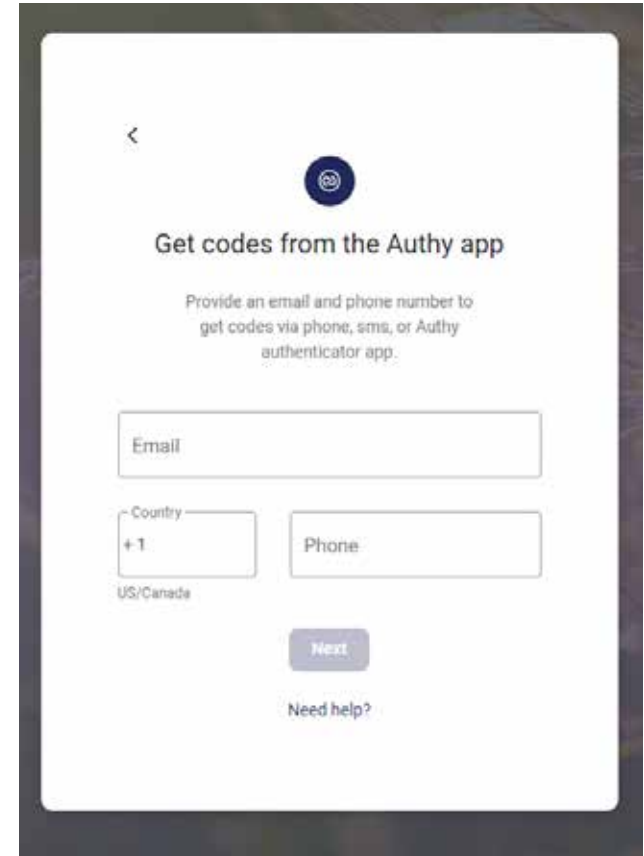 Get codes from the Authy app
Provide an email and phone number to
get codes via phone, sms, or Authy
authenticator app.
Email
Country
+ 1
Phone
US/Canada
Next
Need help?